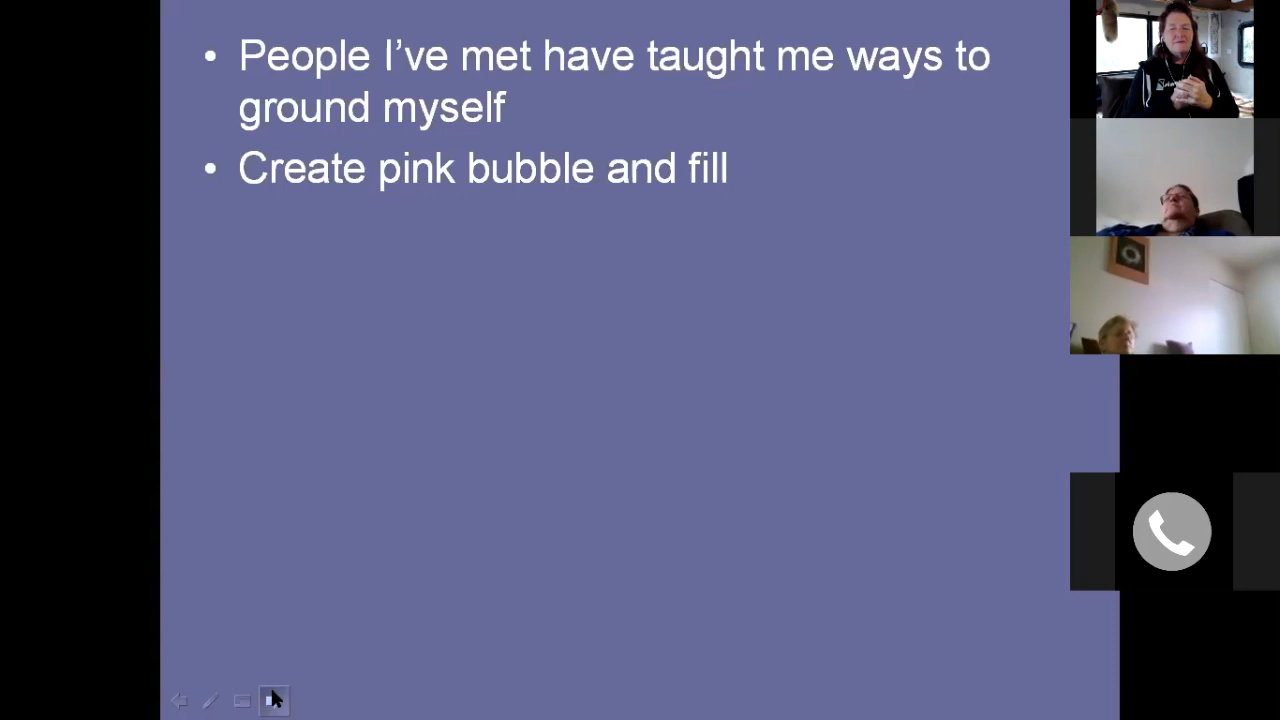 • People I’ve met have taught me ways to
ground myself
• Create pink bubble and fill